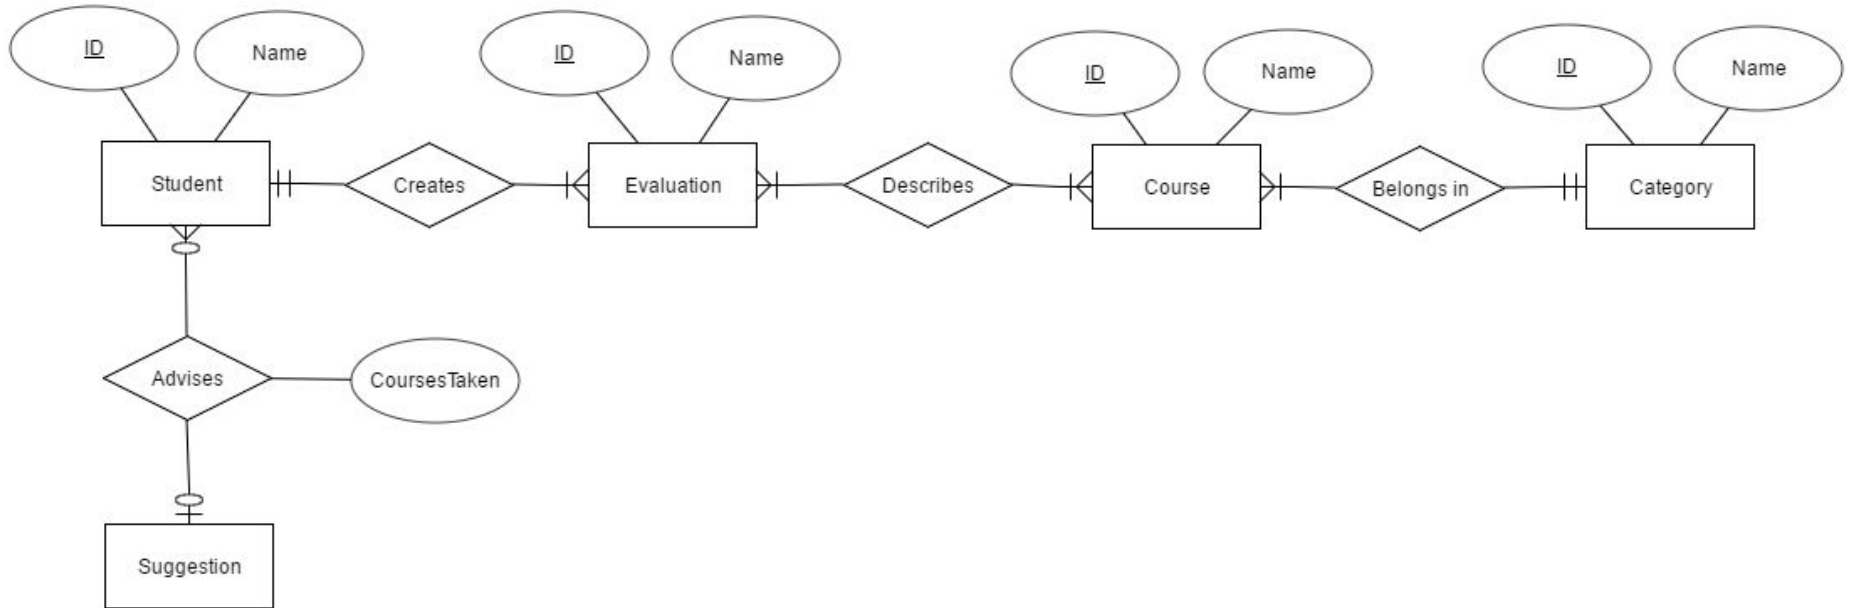 ID
Name
ID
Name
ID
Name
ID
Name
Student
Creates
Evaluation
Describes
Course
Belongs in
Category
Advises
CoursesTaken
Suggestion